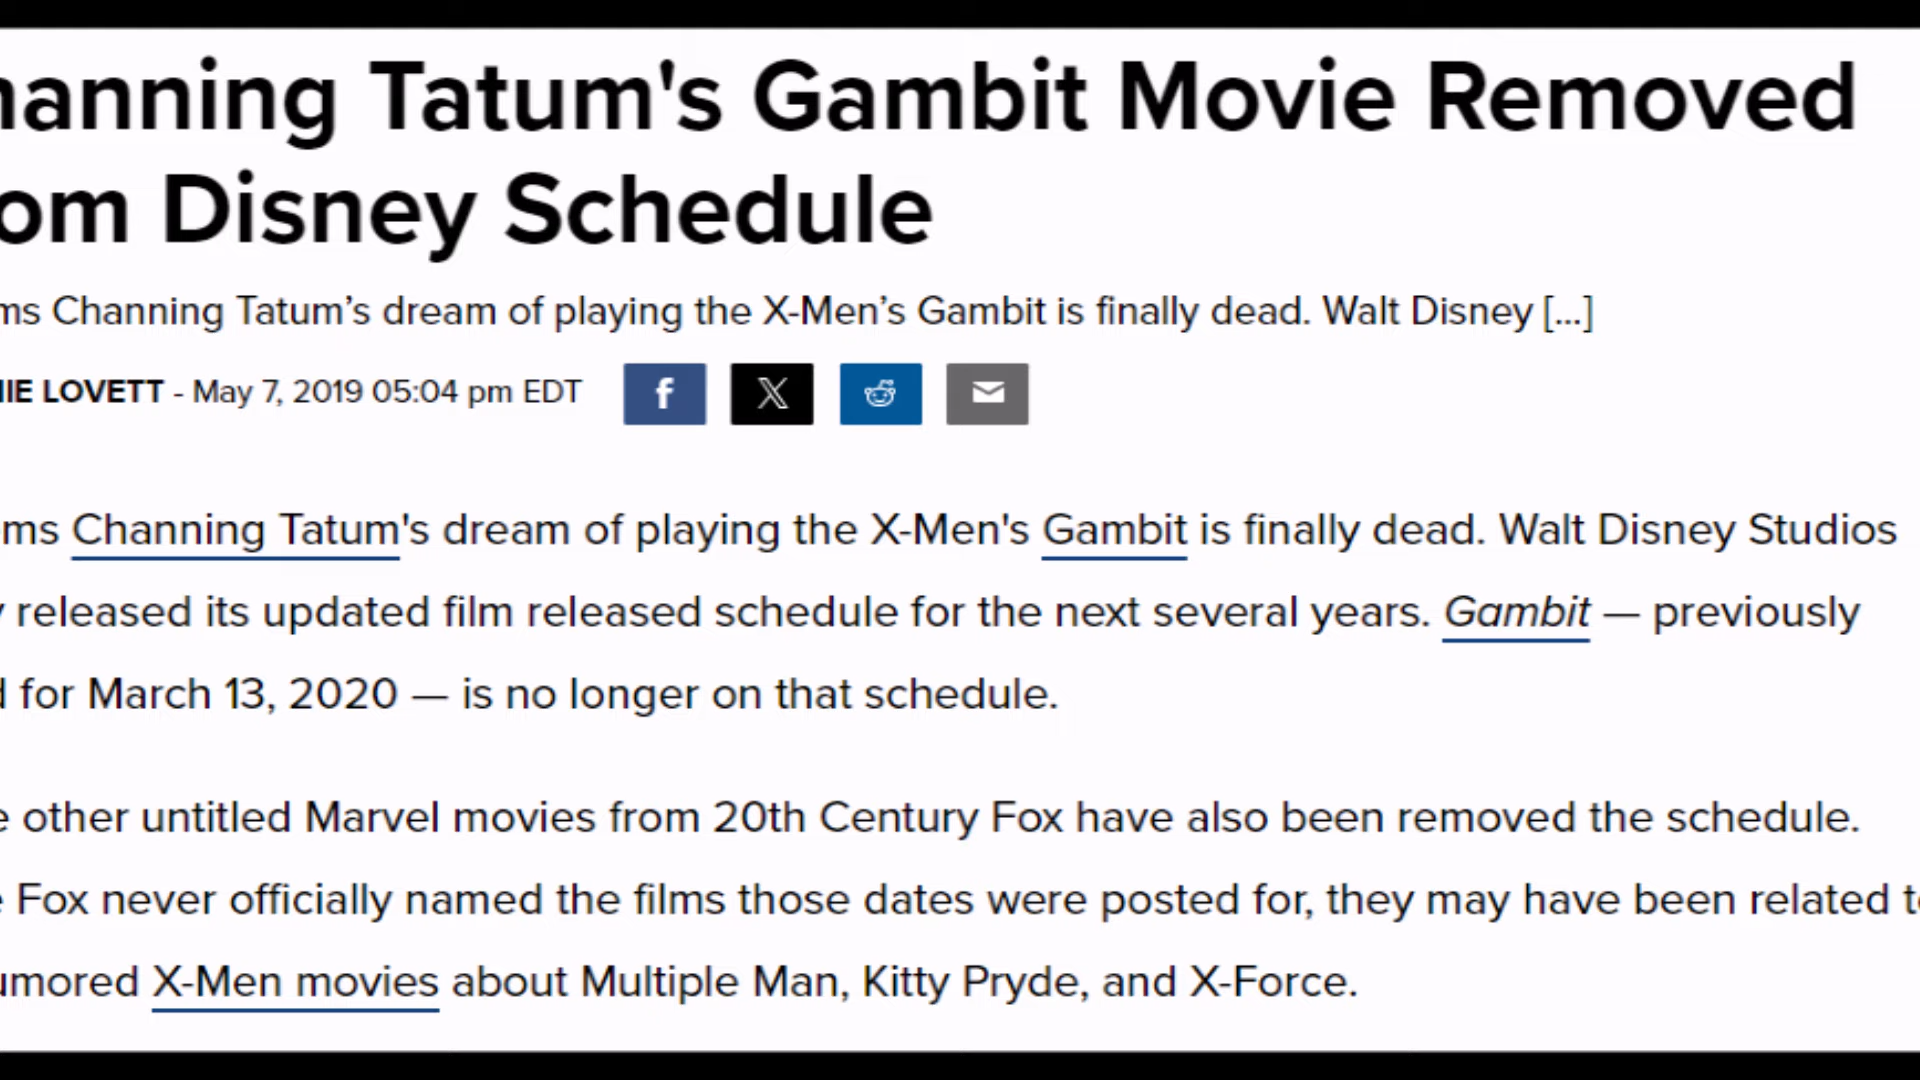 hanning Tatum's Gambit Movie Removed
om Disney Schedule
ms Channing Tatum’s dream of playing the X-Men’s Gambit is finally dead. Walt Disney [...]
IE LOVETT - May 7, 2019 05:04 pm EDT
ms Channing Tatum's dream of playing the X-Men's Gambit is finally dead. Walt Disney Studios
released its updated film released schedule for the next several years. Gambit — previously
for March 13, 2020 — is no longer on that schedule.
other untitled Marvel movies from 20th Century Fox have also been removed the schedule.
Fox never officially named the films those dates were posted for, they may have been related t
umored X-Men movies about Multiple Man, Kitty Pryde, and X-Force.